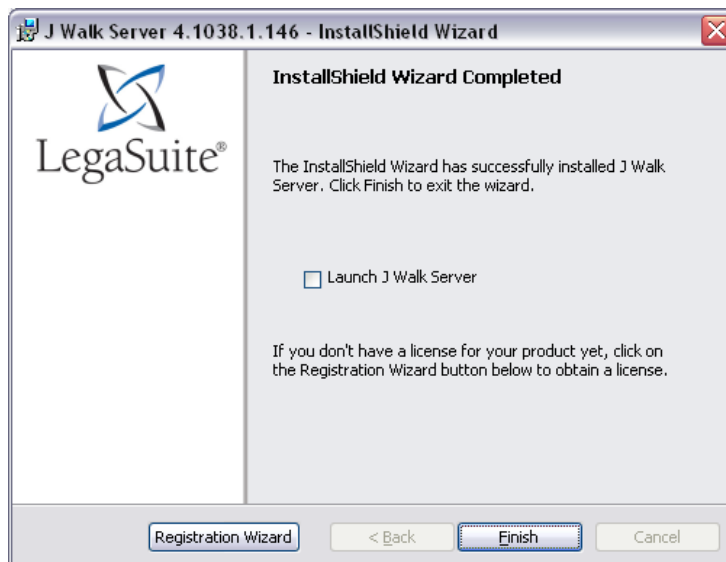 J Walk Server 4.1038.1.146 - InstallShield Wizard
LegaSuite®
InstallShield Wizard Completed
The InstallShield Wizard has successfully installed J Walk
Server. Click Finish to exit the wizard.
Launch J Walk Server
If you don't have a license for your product yet, click on
the Registration Wizard button below to obtain a license.
Registration Wizard
< Back
Finish
Cancel